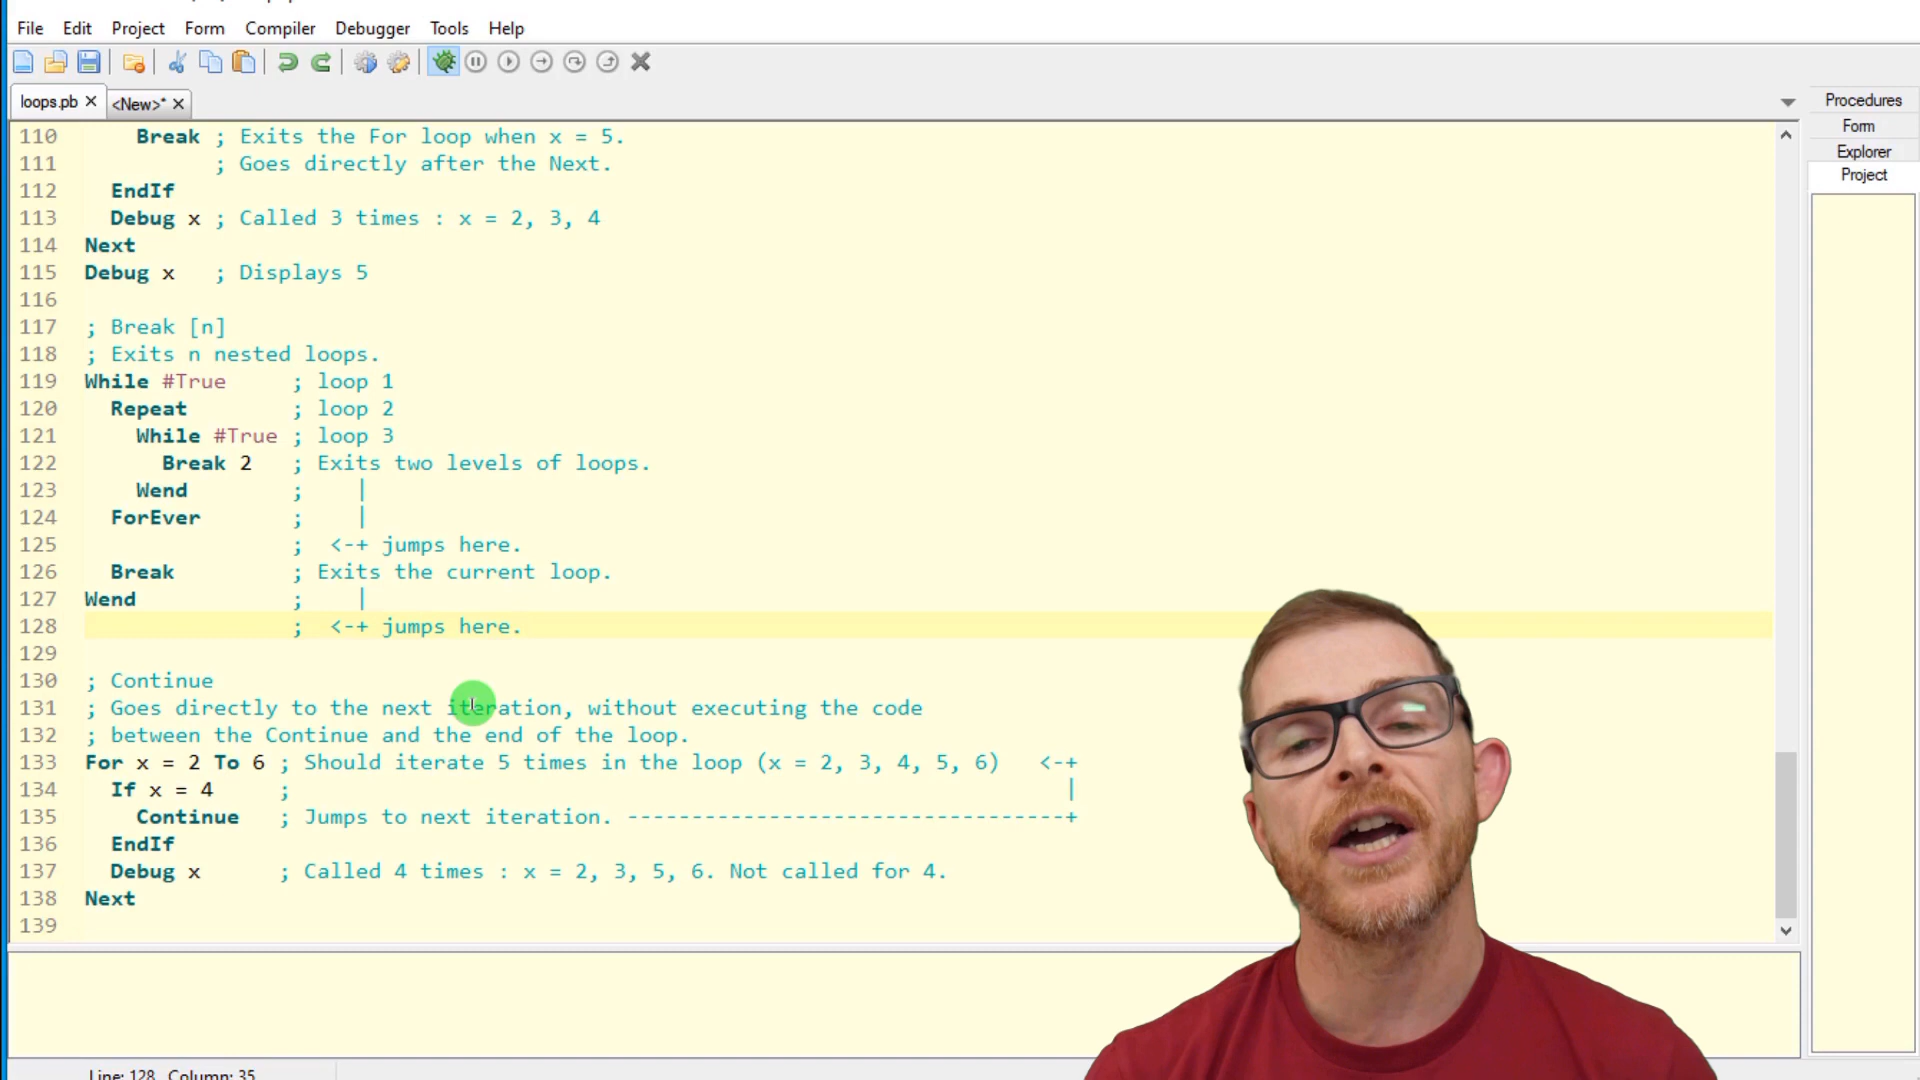 File Edit Project Form Compiler Debugger Tools Help
loops.pb <New>*
Procedures
Form
Explorer
Project
110     Break ; Exits the For loop when x = 5.
111           ; Goes directly after the Next.
112   EndIf
113   Debug x ; Called 3 times : x = 2, 3, 4
114 Next
115 Debug x   ; Displays 5
116
117 ; Break [n]
118 ; Exits n nested loops.
119 While #True     ; loop 1
120   Repeat        ; loop 2
121     While #True ; loop 3
122       Break 2   ; Exits two levels of loops.
123     Wend        ;    |
124   ForEver       ;    |
125                 ;  <-+ jumps here.
126   Break         ; Exits the current loop.
127 Wend            ;    |
128                 ;  <-+ jumps here.
129
130 ; Continue
131 ; Goes directly to the next iteration, without executing the code
132 ; between the Continue and the end of the loop.
133 For x = 2 To 6 ; Should iterate 5 times in the loop (x = 2, 3, 4, 5, 6)   <-+
134   If x = 4     ;                                                            |
135     Continue   ; Jumps to next iteration. ----------------------------------+
136   EndIf
137   Debug x      ; Called 4 times : x = 2, 3, 5, 6. Not called for 4.
138 Next
139
Line: 128 Column: 35